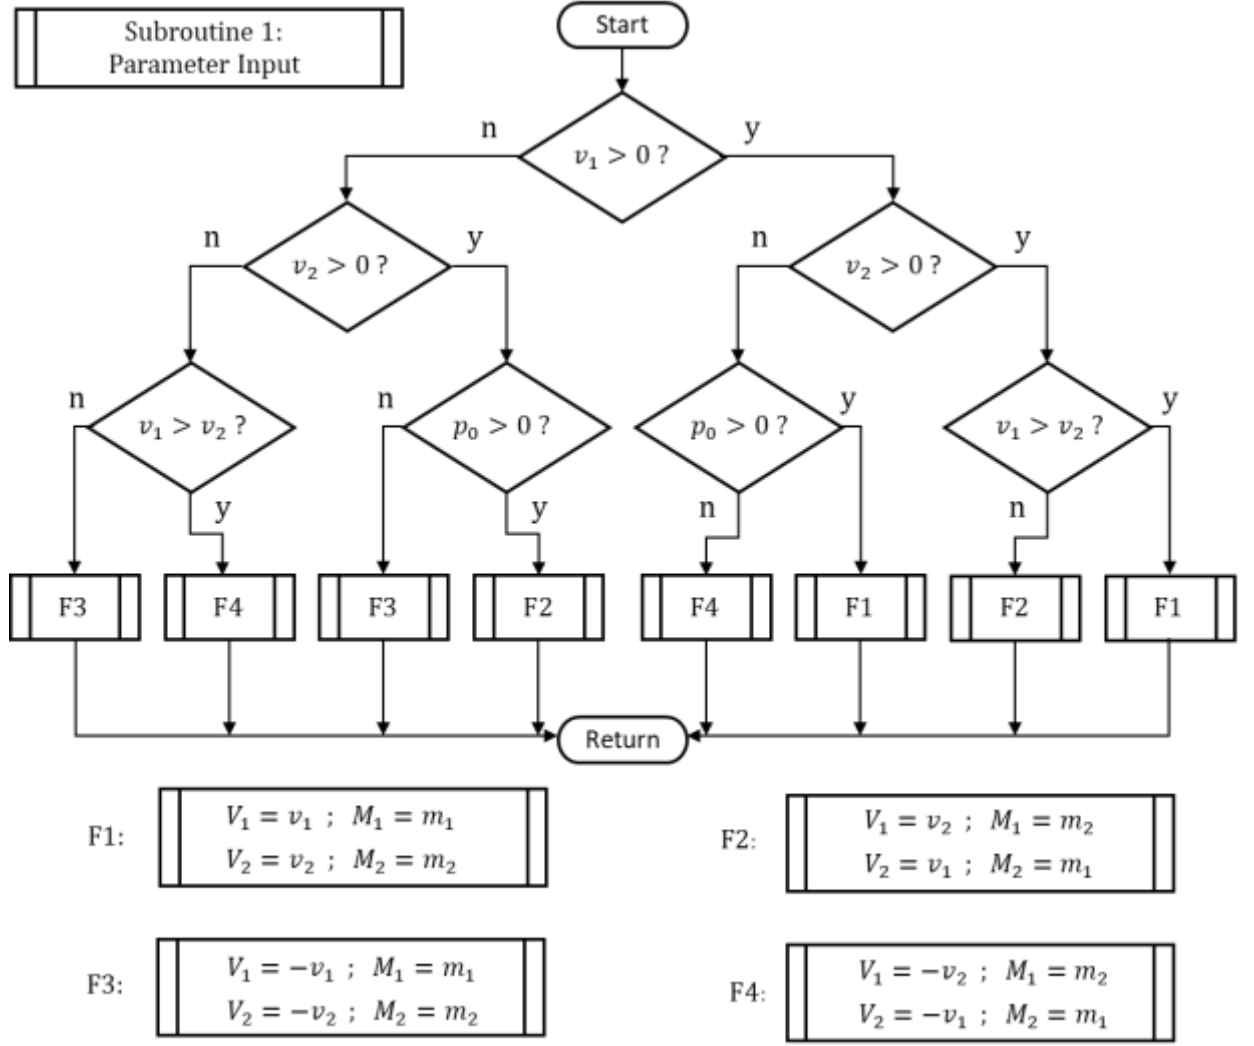 Subroutine 1:
Parameter Input
Start
n
y
v₁ > 0 ?
n
y
n
y
v₂ > 0 ?
v₂ > 0 ?
n
n
y
y
v₁ > v₂ ?
p₀ > 0 ?
p₀ > 0 ?
v₁ > v₂ ?
y
y
n
n
F3
F4
F3
F2
F4
F1
F2
F1
Return
F1:
V₁ = v₁ ; M₁ = m₁
V₂ = v₂ ; M₂ = m₂
F2:
V₁ = v₂ ; M₁ = m₂
V₂ = v₁ ; M₂ = m₁
F3:
V₁ = −v₁ ; M₁ = m₁
V₂ = −v₂ ; M₂ = m₂
F4:
V₁ = −v₂ ; M₁ = m₂
V₂ = −v₁ ; M₂ = m₁